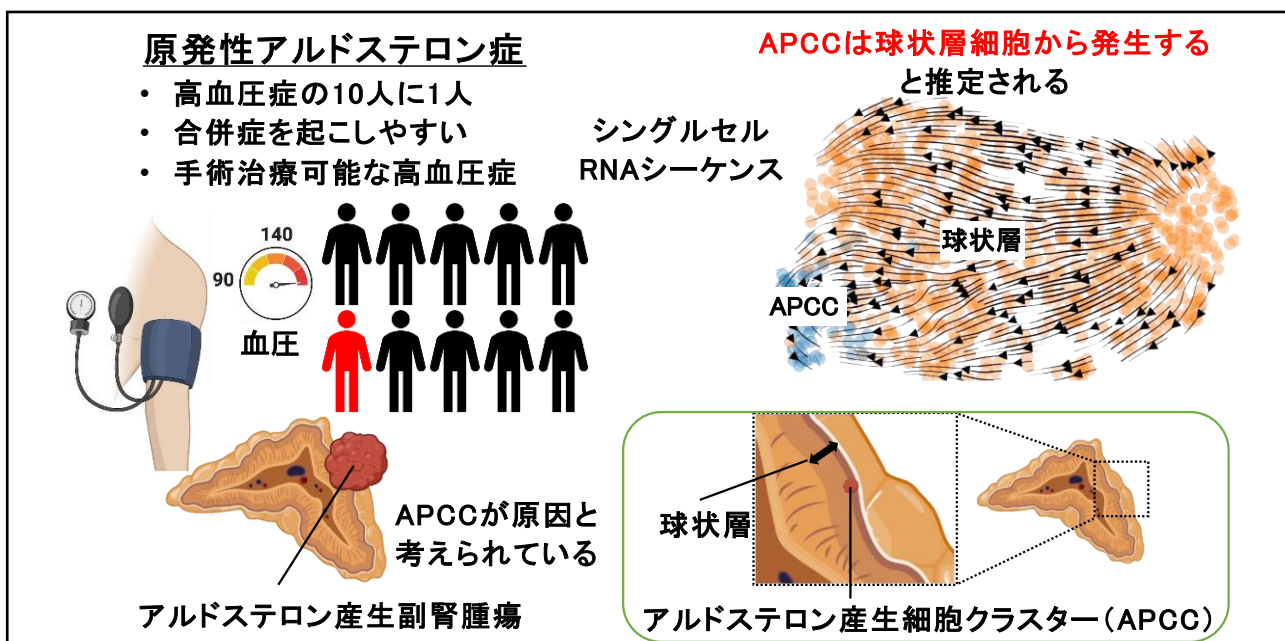 原発性アルドステロン症
・ 高血圧症の10人に1人
・ 合併症を起こしやすい
・ 手術治療可能な高血圧症
140
90
血圧
APCCが原因と
考えられている
アルドステロン産生副腎腫瘍
シングルセル
RNAシーケンス
APCCは球状層細胞から発生する
と推定される
球状層
APCC
球状層
アルドステロン産生細胞クラスター（APCC）